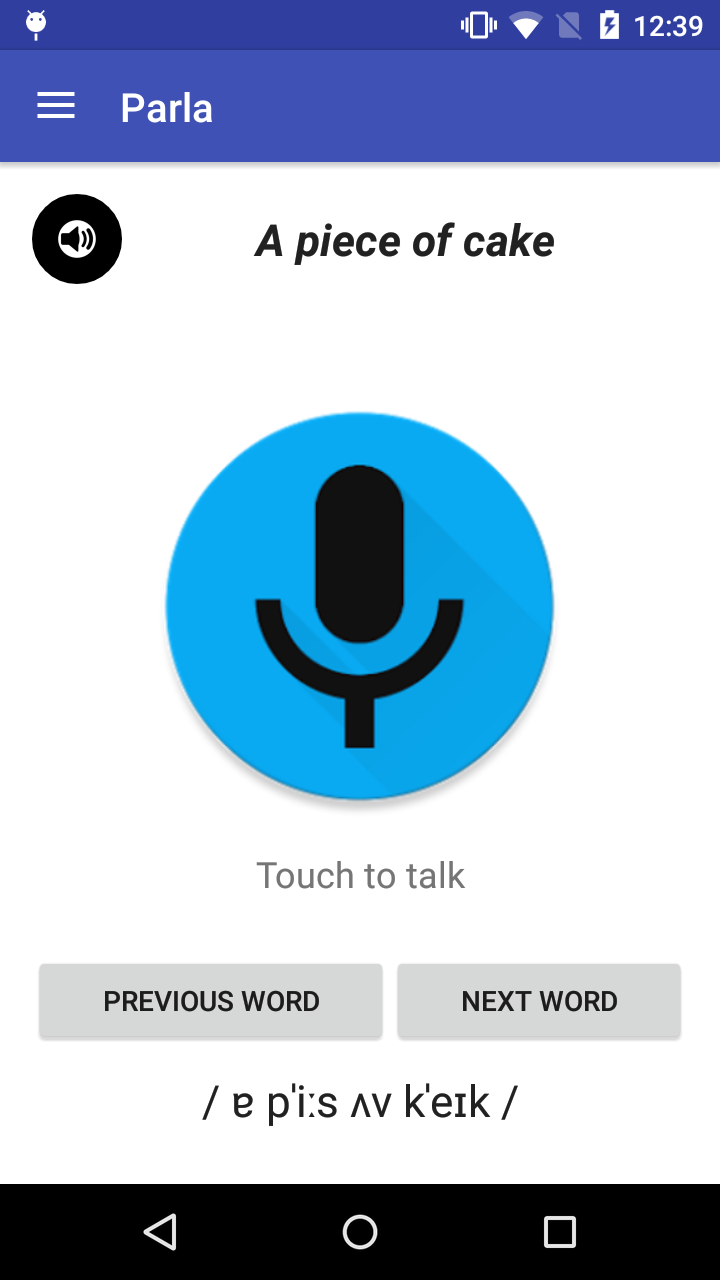 12:39
Parla
A piece of cake
Touch to talk
PREVIOUS WORD
NEXT WORD
/ ɐ pˈiːs ʌv kˈeɪk /